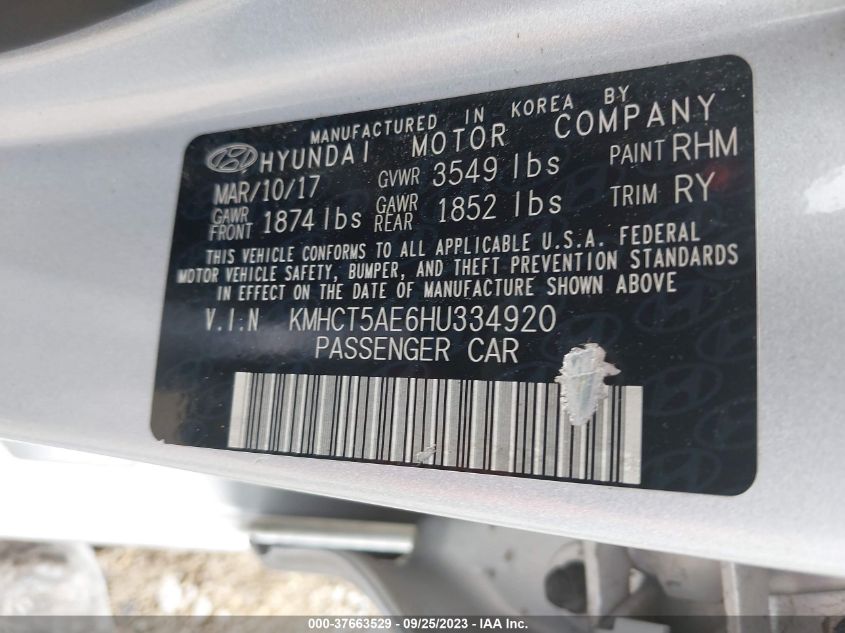 MANUFACTURED IN KOREA BY
HYUNDAI MOTOR COMPANY
MAR/10/17 GVWR 3549 lbs PAINT RHM
GAWR FRONT 1874 lbs GAWR REAR 1852 lbs TRIM RY
THIS VEHICLE CONFORMS TO ALL APPLICABLE U.S.A. FEDERAL
MOTOR VEHICLE SAFETY, BUMPER, AND THEFT PREVENTION STANDARDS
IN EFFECT ON THE DATE OF MANUFACTURE SHOWN ABOVE
V.I.N KMHCT5AE6HU334920
PASSENGER CAR
000-37663529 - 09/25/2023 - IAA Inc.